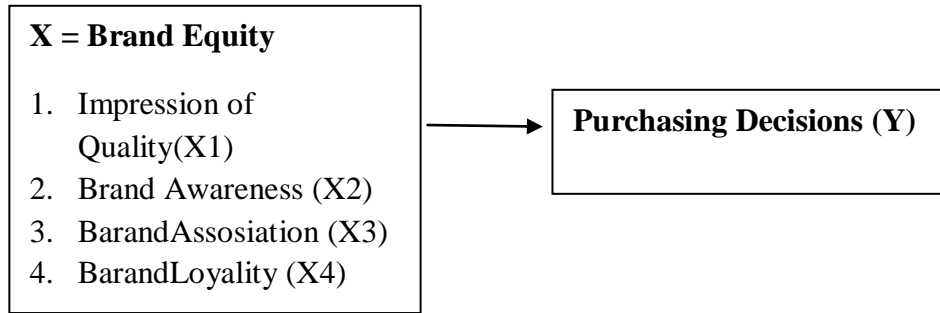 X = Brand Equity
1. Impression of
Quality(X1)
2. Brand Awareness (X2)
3. BarandAssosiation (X3)
4. BarandLoyality (X4)
Purchasing Decisions (Y)